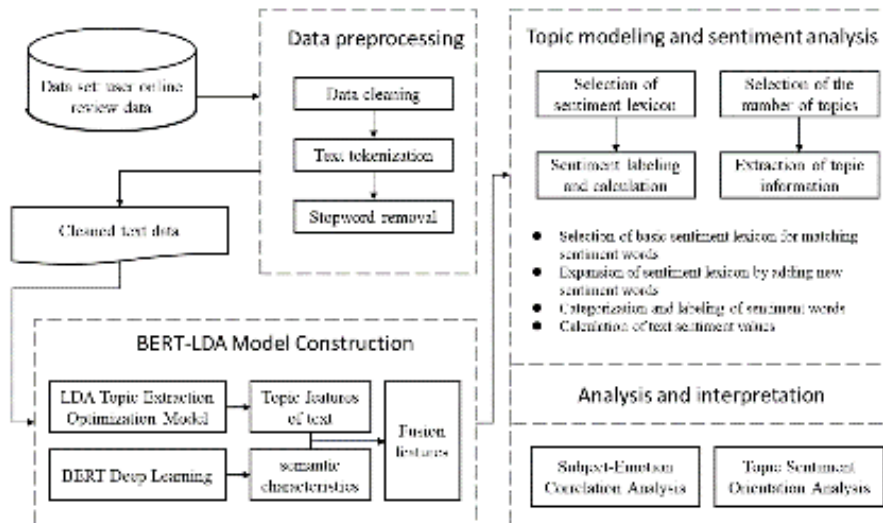 Data set: user online
review data
Data preprocessing
Data cleaning
Text tokenization
Stopword removal
Cleaned text data
BERT-LDA Model Construction
LDA Topic Extraction
Optimization Model
Topic features
of text
BERT Deep Learning
semantic
characteristics
Fusion
features
Topic modeling and sentiment analysis
Selection of
sentiment lexicon
Selection of the
number of topics
Sentiment labeling
and calculation
Extraction of topic
information
● Selection of basic sentiment lexicon for matching
sentiment words
● Expansion of sentiment lexicon by adding new
sentiment words
● Categorization and labeling of sentiment words
● Calculation of text sentiment values
Analysis and interpretation
Subject-Emotion
Correlation Analysis
Topic Sentiment
Orientation Analysis